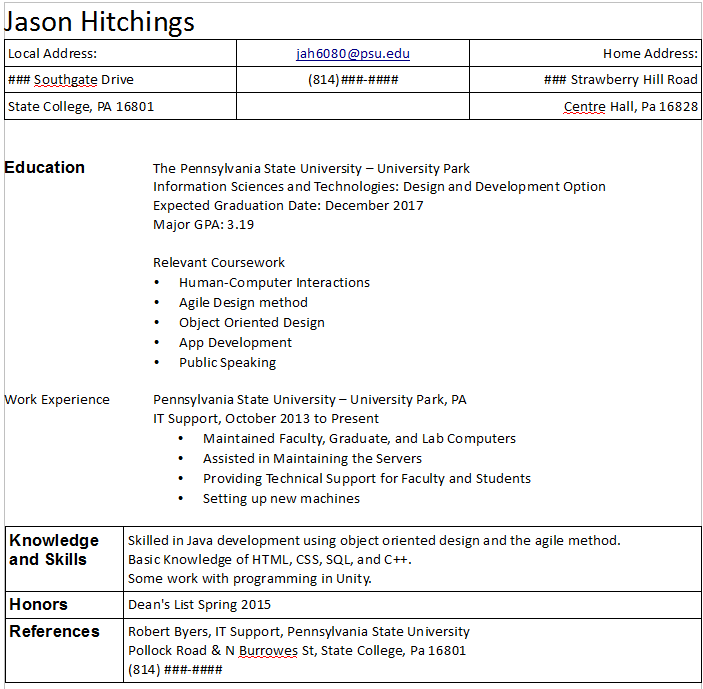 Jason Hitchings
Local Address: jah6080@psu.edu Home Address:
### Southgate Drive (814)###-#### ### Strawberry Hill Road
State College, PA 16801 Centre Hall, Pa 16828
Education The Pennsylvania State University – University Park
Information Sciences and Technologies: Design and Development Option
Expected Graduation Date: December 2017
Major GPA: 3.19
Relevant Coursework
• Human-Computer Interactions
• Agile Design method
• Object Oriented Design
• App Development
• Public Speaking
Work Experience Pennsylvania State University – University Park, PA
IT Support, October 2013 to Present
• Maintained Faculty, Graduate, and Lab Computers
• Assisted in Maintaining the Servers
• Providing Technical Support for Faculty and Students
• Setting up new machines
Knowledge and Skills
Skilled in Java development using object oriented design and the agile method.
Basic Knowledge of HTML, CSS, SQL, and C++.
Some work with programming in Unity.
Honors Dean's List Spring 2015
References Robert Byers, IT Support, Pennsylvania State University
Pollock Road & N Burrowes St, State College, Pa 16801
(814) ###-####